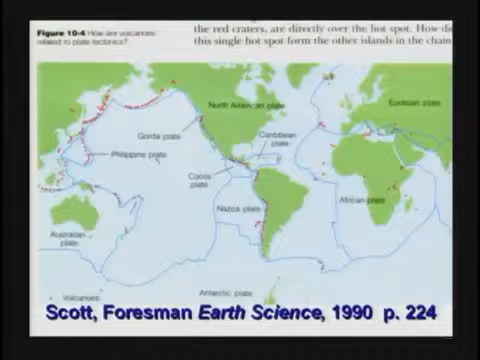 the red craters, are directly over the hot spot. How di
Figure 10-4 How are volcanoes
related to plate tectonics?
this single hot spot form the other islands in the chain
North American plate
Eurasian plate
Gorda plate
Caribbean
plate
Philippine plate
Cocos
plate
Nazca plate
African plate
Australian
plate
Antarctic plate
Volcanoes
Scott, Foresman Earth Science, 1990 p. 224